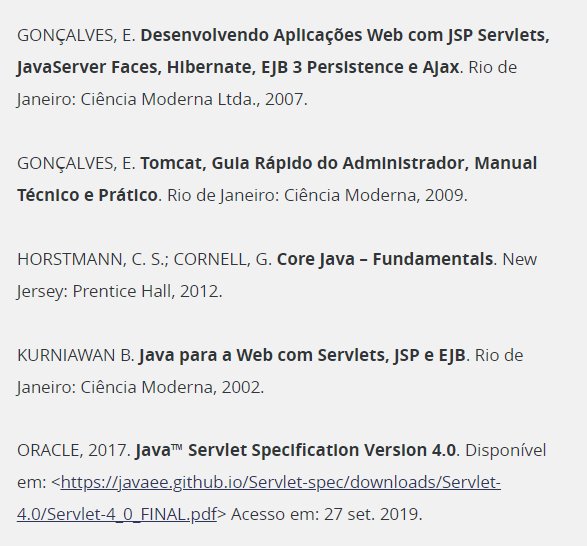 GONÇALVES, E. Desenvolvendo Aplicações Web com JSP Servlets,
JavaServer Faces, Hibernate, EJB 3 Persistence e Ajax. Rio de
Janeiro: Ciência Moderna Ltda., 2007.
GONÇALVES, E. Tomcat, Guia Rápido do Administrador, Manual
Técnico e Prático. Rio de Janeiro: Ciência Moderna, 2009.
HORSTMANN, C. S.; CORNELL, G. Core Java – Fundamentals. New
Jersey: Prentice Hall, 2012.
KURNIAWAN B. Java para a Web com Servlets, JSP e EJB. Rio de
Janeiro: Ciência Moderna, 2002.
ORACLE, 2017. Java™ Servlet Specification Version 4.0. Disponível
em: <https://javaee.github.io/Servlet-spec/downloads/Servlet-
4.0/Servlet-4_0_FINAL.pdf> Acesso em: 27 set. 2019.